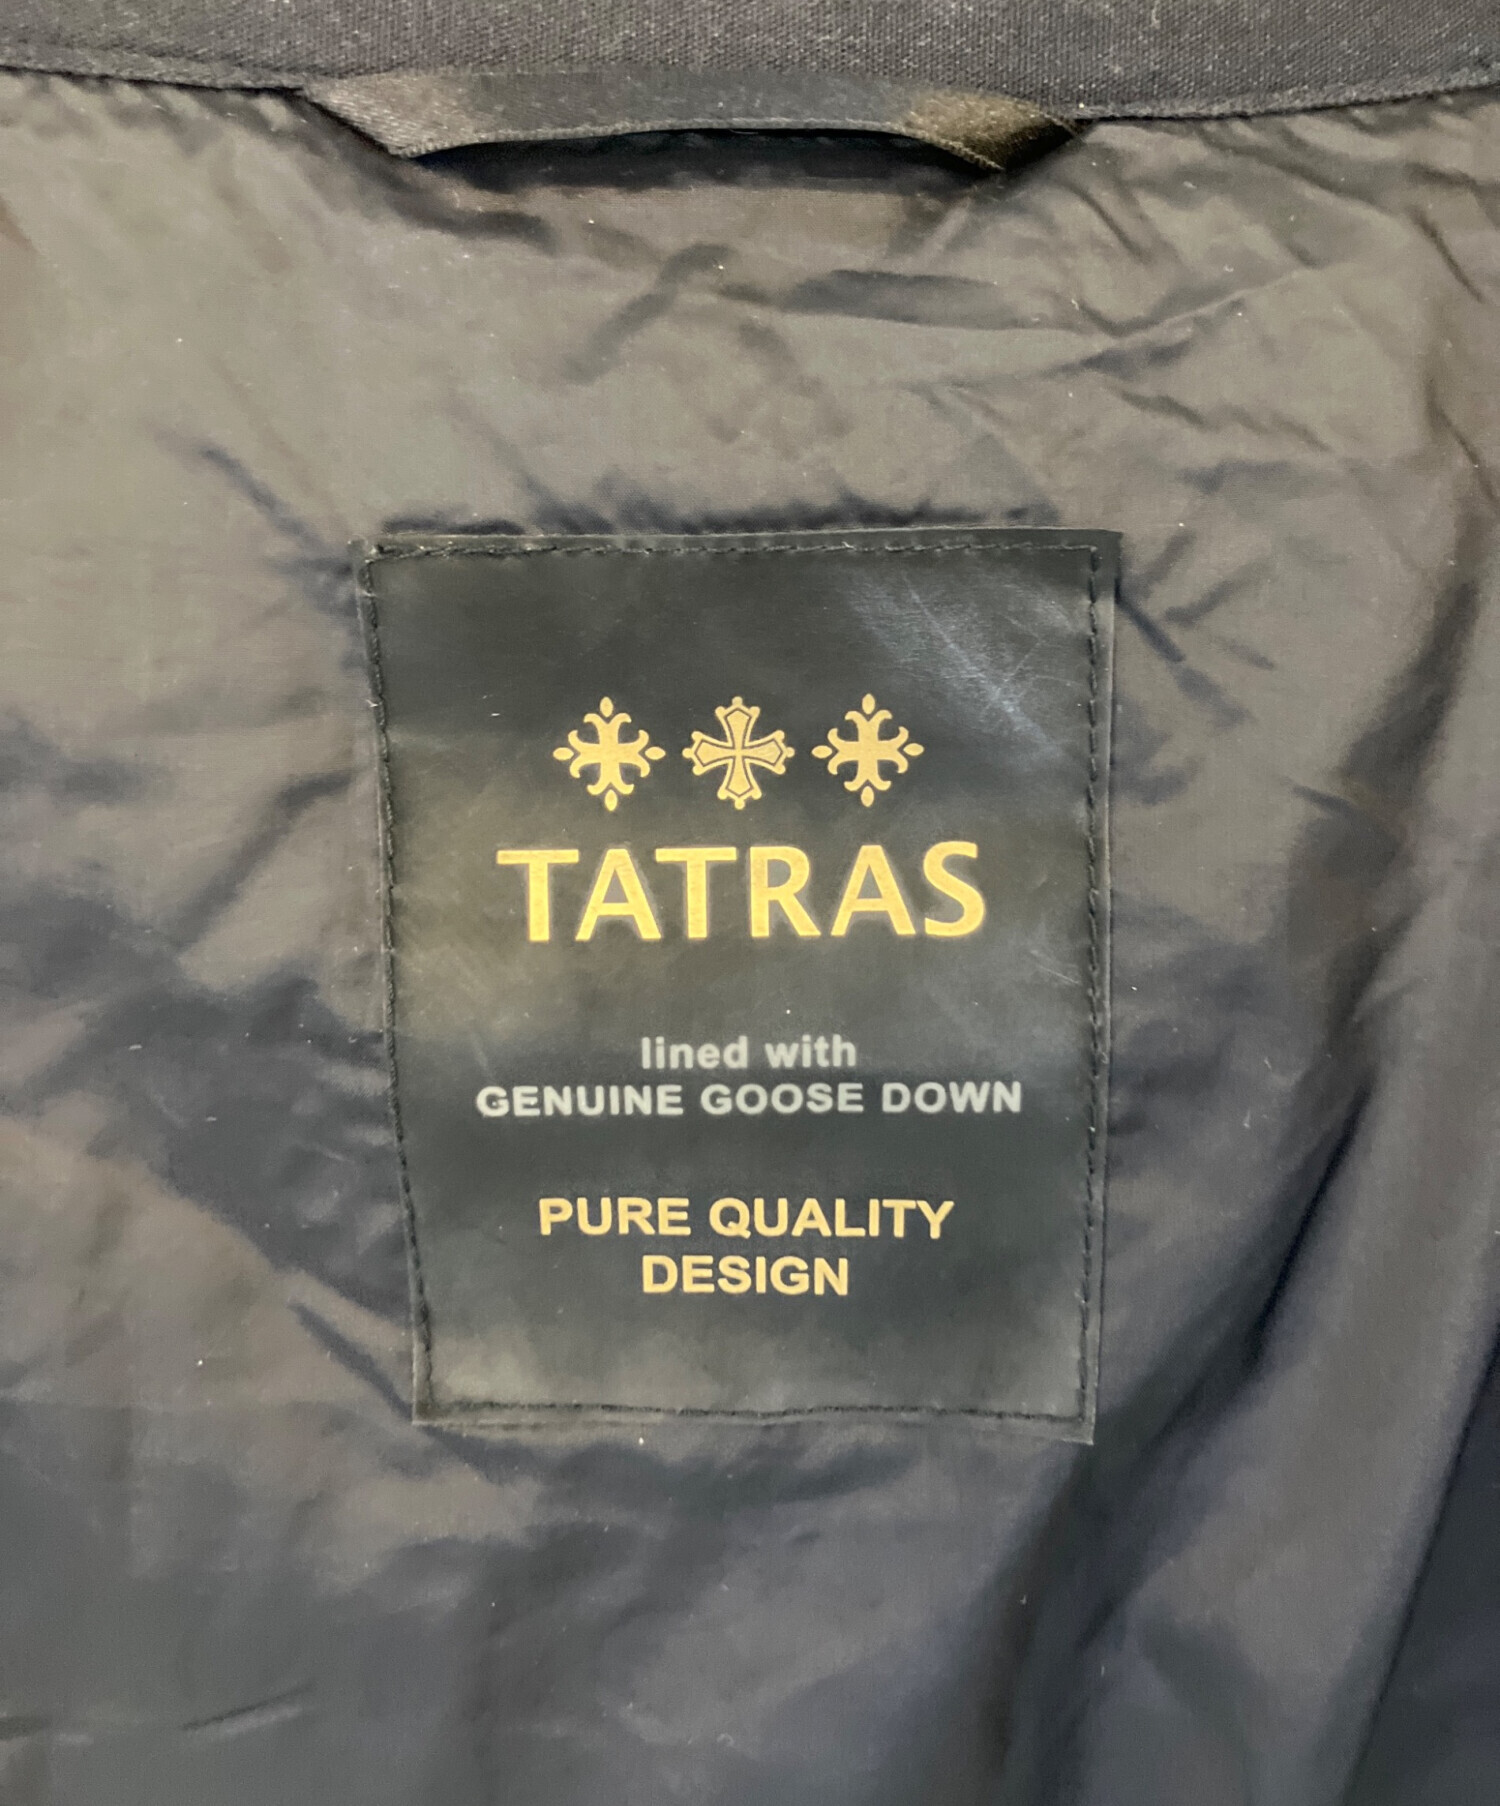 TATRAS
lined with
GENUINE GOOSE DOWN
PURE QUALITY
DESIGN